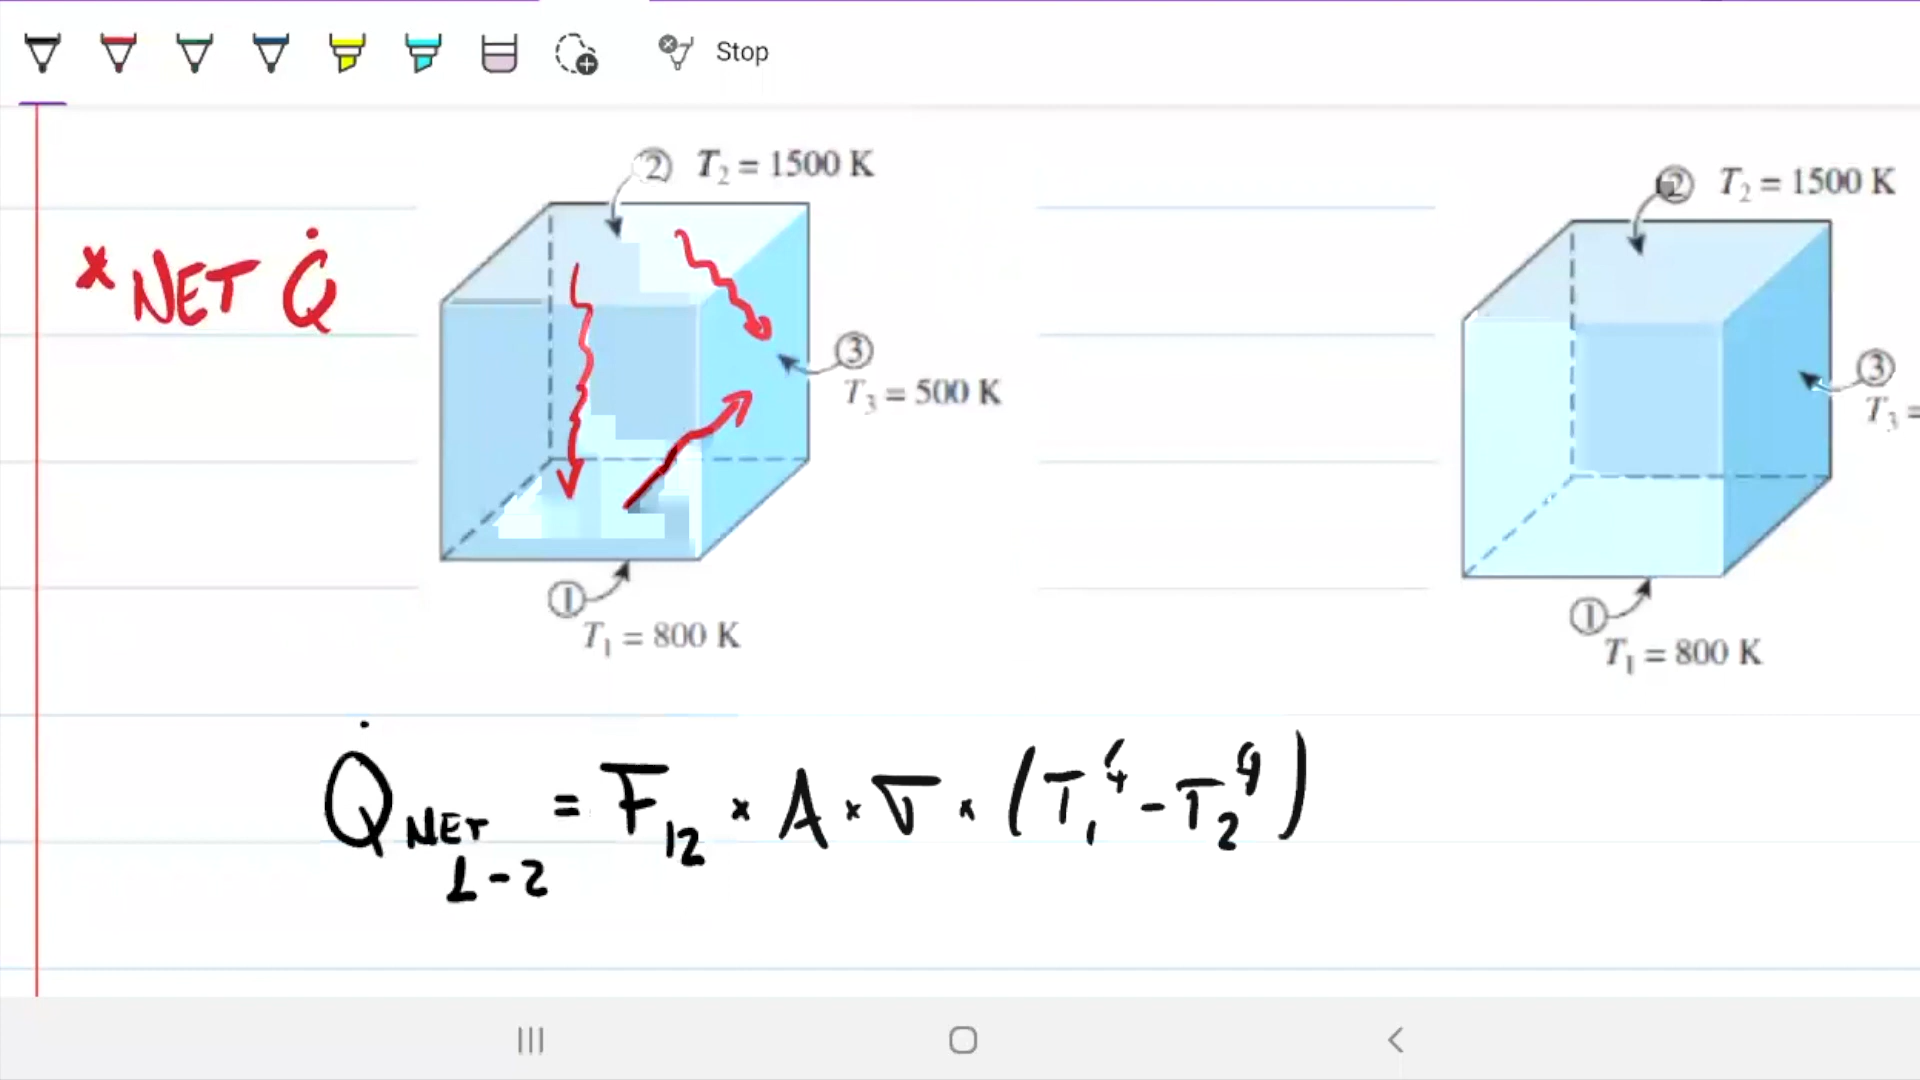 Stop
② T₂ = 1500 K
② T₂ = 1500 K
* NET Q̇
③
T₃ = 500 K
③
T₃ =
①
T₁ = 800 K
①
T₁ = 800 K
Q̇ NET 1-2 = F₁₂ × A × σ × (T₁⁴ - T₂⁴)